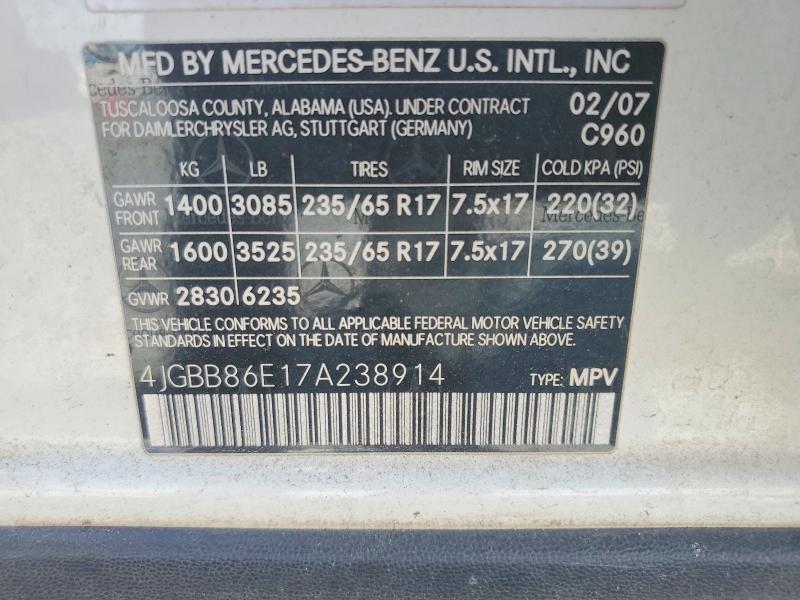 MFD BY MERCEDES-BENZ U.S. INTL., INC
TUSCALOOSA COUNTY, ALABAMA (USA). UNDER CONTRACT 02/07
FOR DAIMLERCHRYSLER AG, STUTTGART (GERMANY) C960
KG LB TIRES RIM SIZE COLD KPA (PSI)
GAWR FRONT 1400 3085 235/65 R17 7.5x17 220(32)
GAWR REAR 1600 3525 235/65 R17 7.5x17 270(39)
GVWR 2830 6235
THIS VEHICLE CONFORMS TO ALL APPLICABLE FEDERAL MOTOR VEHICLE SAFETY
STANDARDS IN EFFECT ON THE DATE OF MANUFACTURE SHOWN ABOVE.
4JGBB86E17A238914 TYPE: MPV